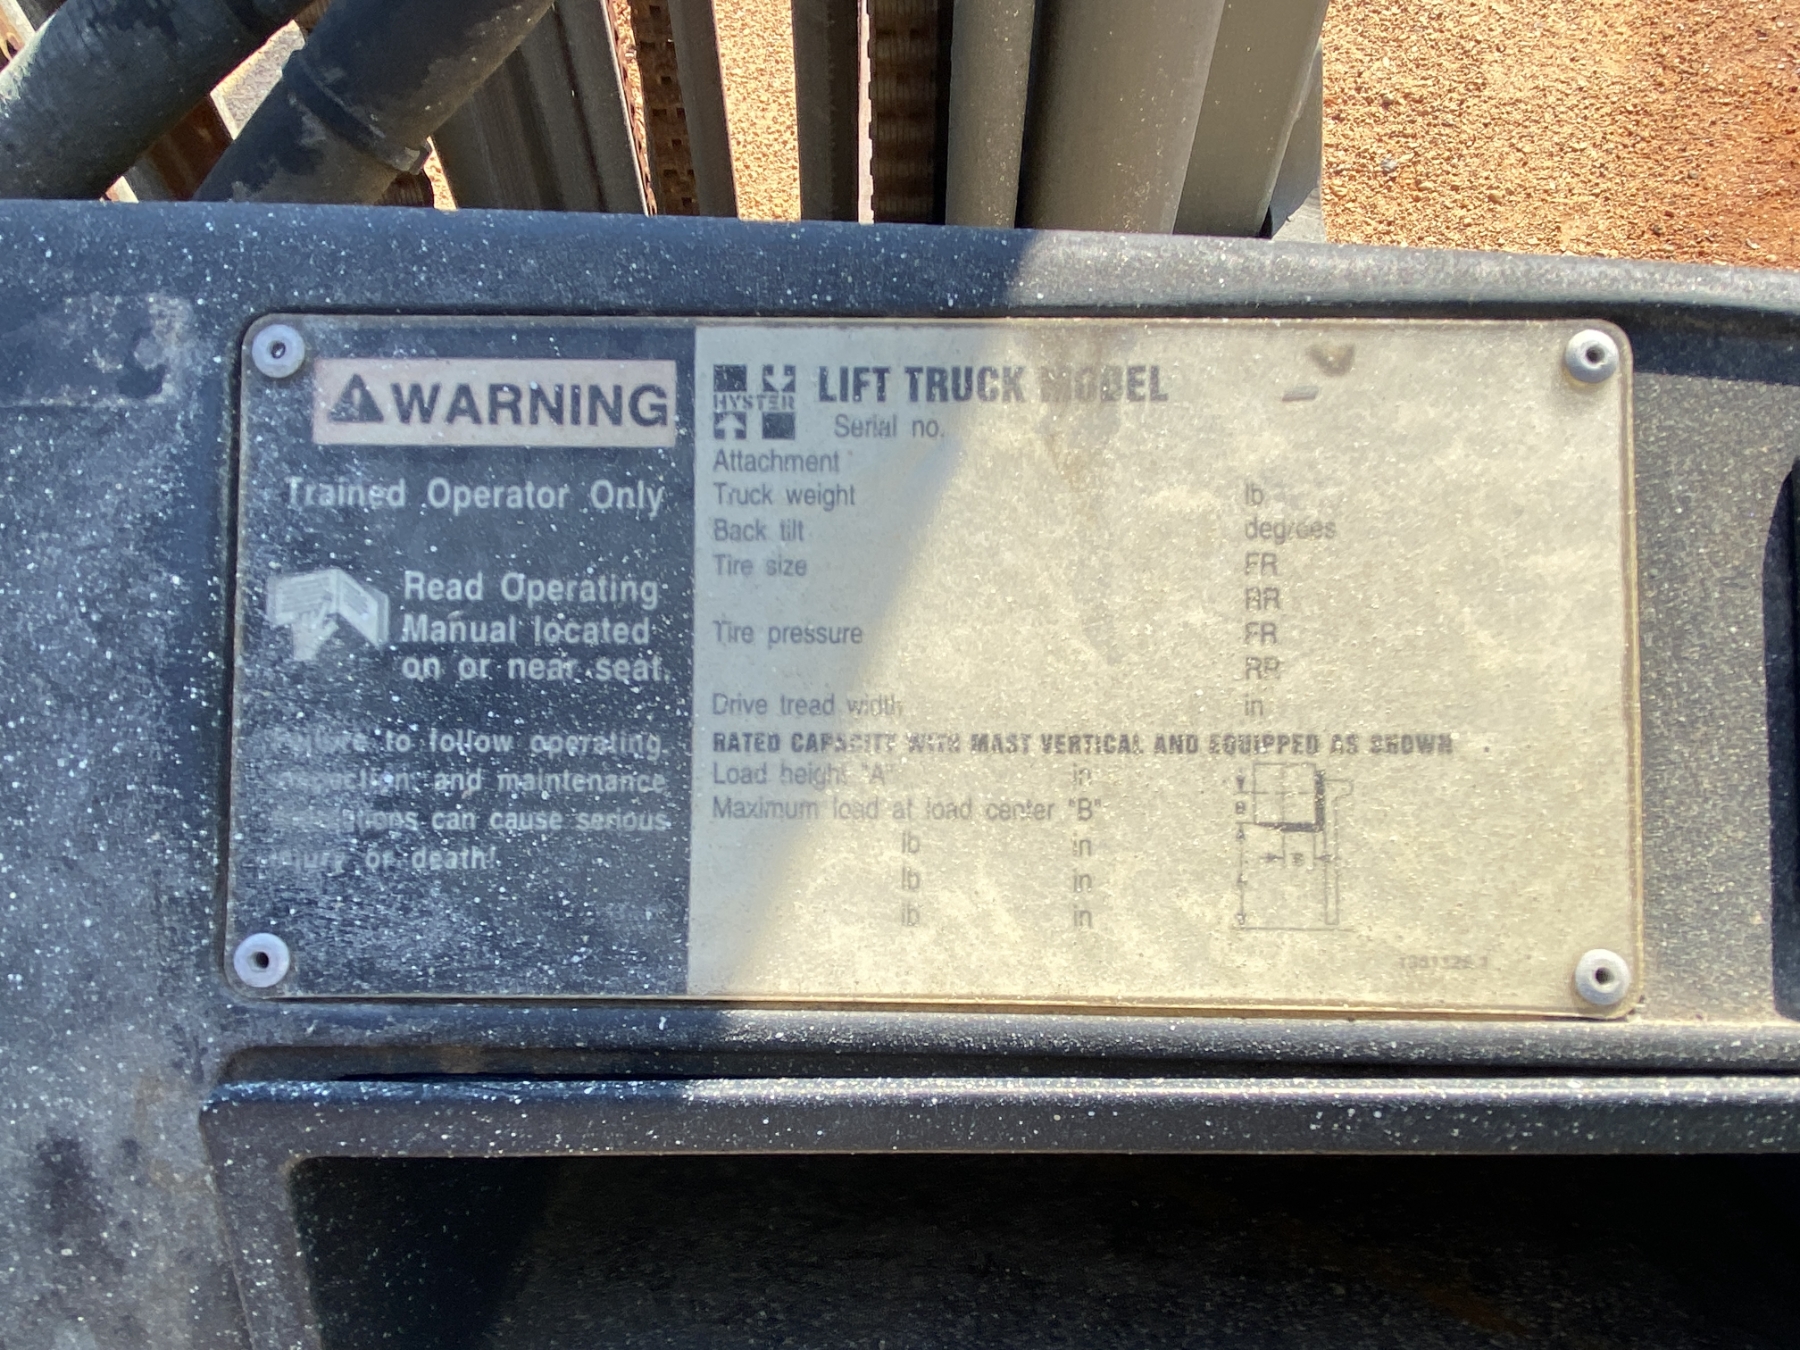 WARNING
Trained Operator Only
Read Operating
Manual located
on or near seat.
to follow operating,
and maintenance
can cause serious
injury or death!
HYSTER
LIFT TRUCK MODEL
Serial no.
Attachment
Truck weight lb
Back tilt degrees
Tire size FR
RR
Tire pressure FR
RR
Drive tread width in
RATED CAPACITY WITH MAST VERTICAL AND EQUIPPED AS SHOWN
Load height "A" in
Maximum load at load center "B"
lb in
lb in
lb in
B
B
A